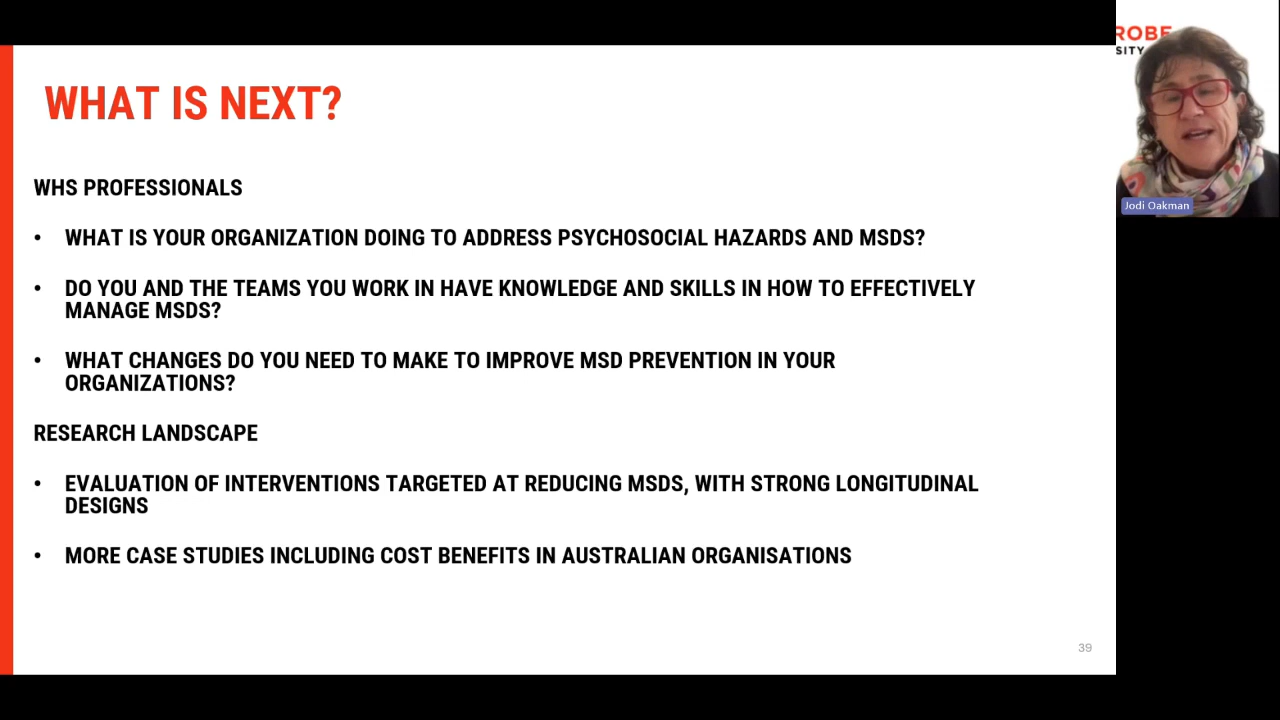 WHAT IS NEXT?
WHS PROFESSIONALS
• WHAT IS YOUR ORGANIZATION DOING TO ADDRESS PSYCHOSOCIAL HAZARDS AND MSDS?
• DO YOU AND THE TEAMS YOU WORK IN HAVE KNOWLEDGE AND SKILLS IN HOW TO EFFECTIVELY
MANAGE MSDS?
• WHAT CHANGES DO YOU NEED TO MAKE TO IMPROVE MSD PREVENTION IN YOUR
ORGANIZATIONS?
RESEARCH LANDSCAPE
• EVALUATION OF INTERVENTIONS TARGETED AT REDUCING MSDS, WITH STRONG LONGITUDINAL
DESIGNS
• MORE CASE STUDIES INCLUDING COST BENEFITS IN AUSTRALIAN ORGANISATIONS
39
ROBE
SITY
Jodi Oakman